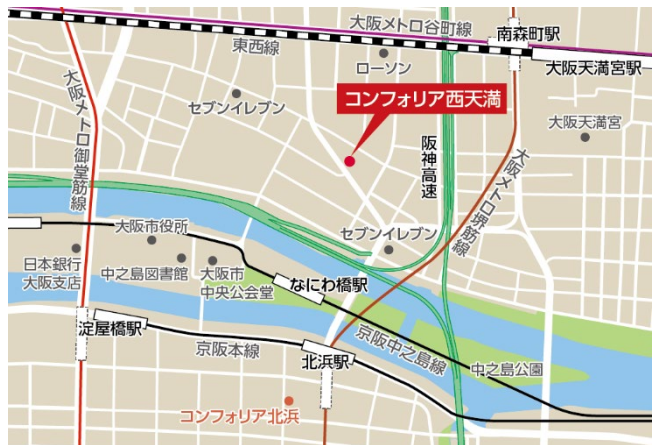 大阪メトロ谷町線
南森町駅
東西線
ローソン
大阪天満宮駅
大阪メトロ御堂筋線
セブンイレブン
コンフォリア西天満
大阪天満宮
阪神高速
大阪メトロ堺筋線
大阪市役所
セブンイレブン
日本銀行
大阪支店
中之島図書館
大阪市
中央公会堂
なにわ橋駅
淀屋橋駅
京阪本線
北浜駅
京阪中之島線
中之島公園
コンフォリア北浜